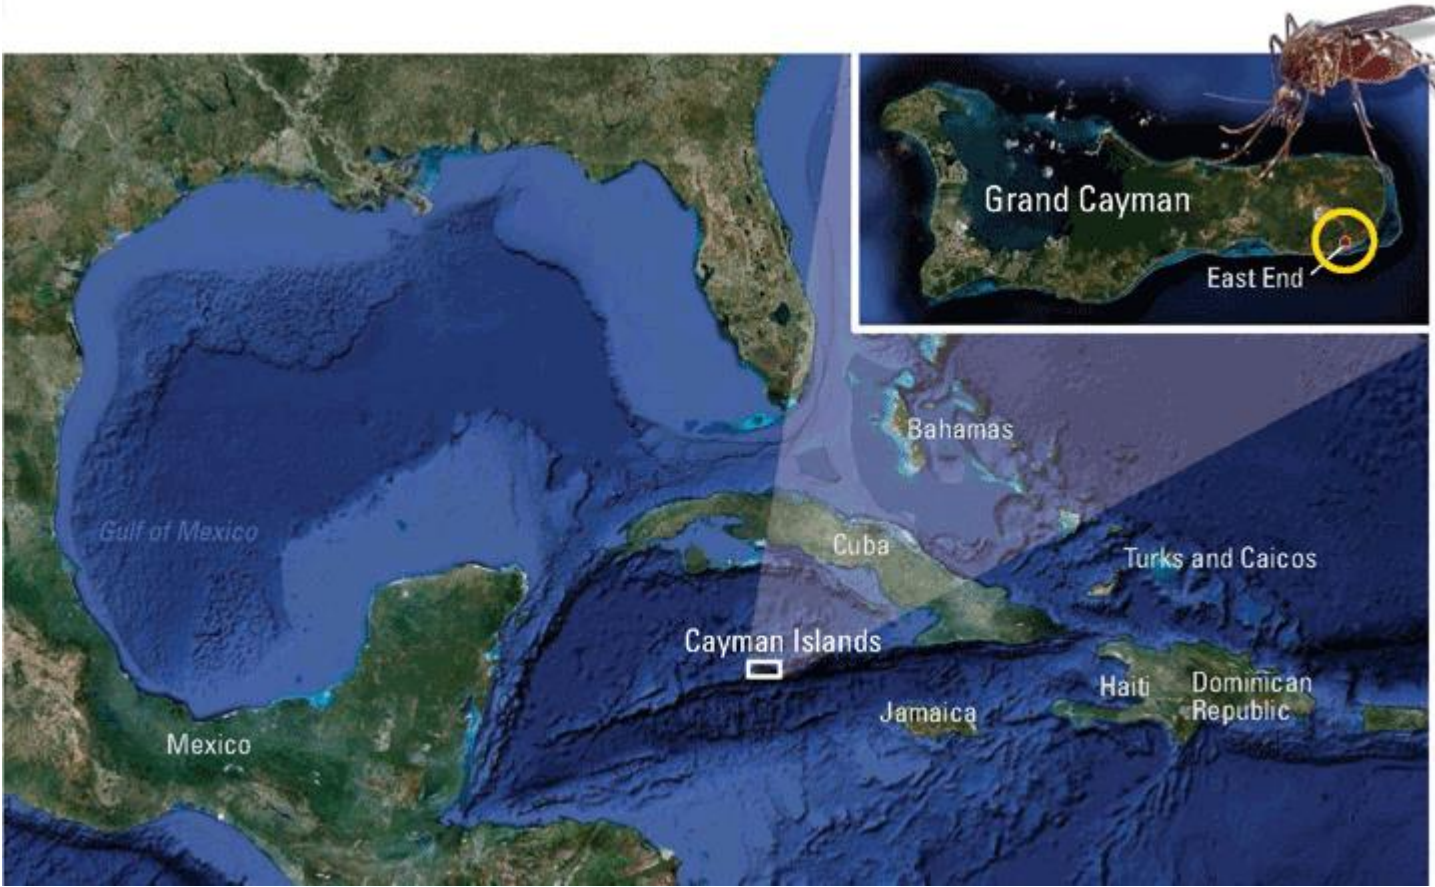 Grand Cayman
East End
Bahamas
Gulf of Mexico
Cuba
Turks and Caicos
Cayman Islands
Haiti
Dominican
Republic
Jamaica
Mexico